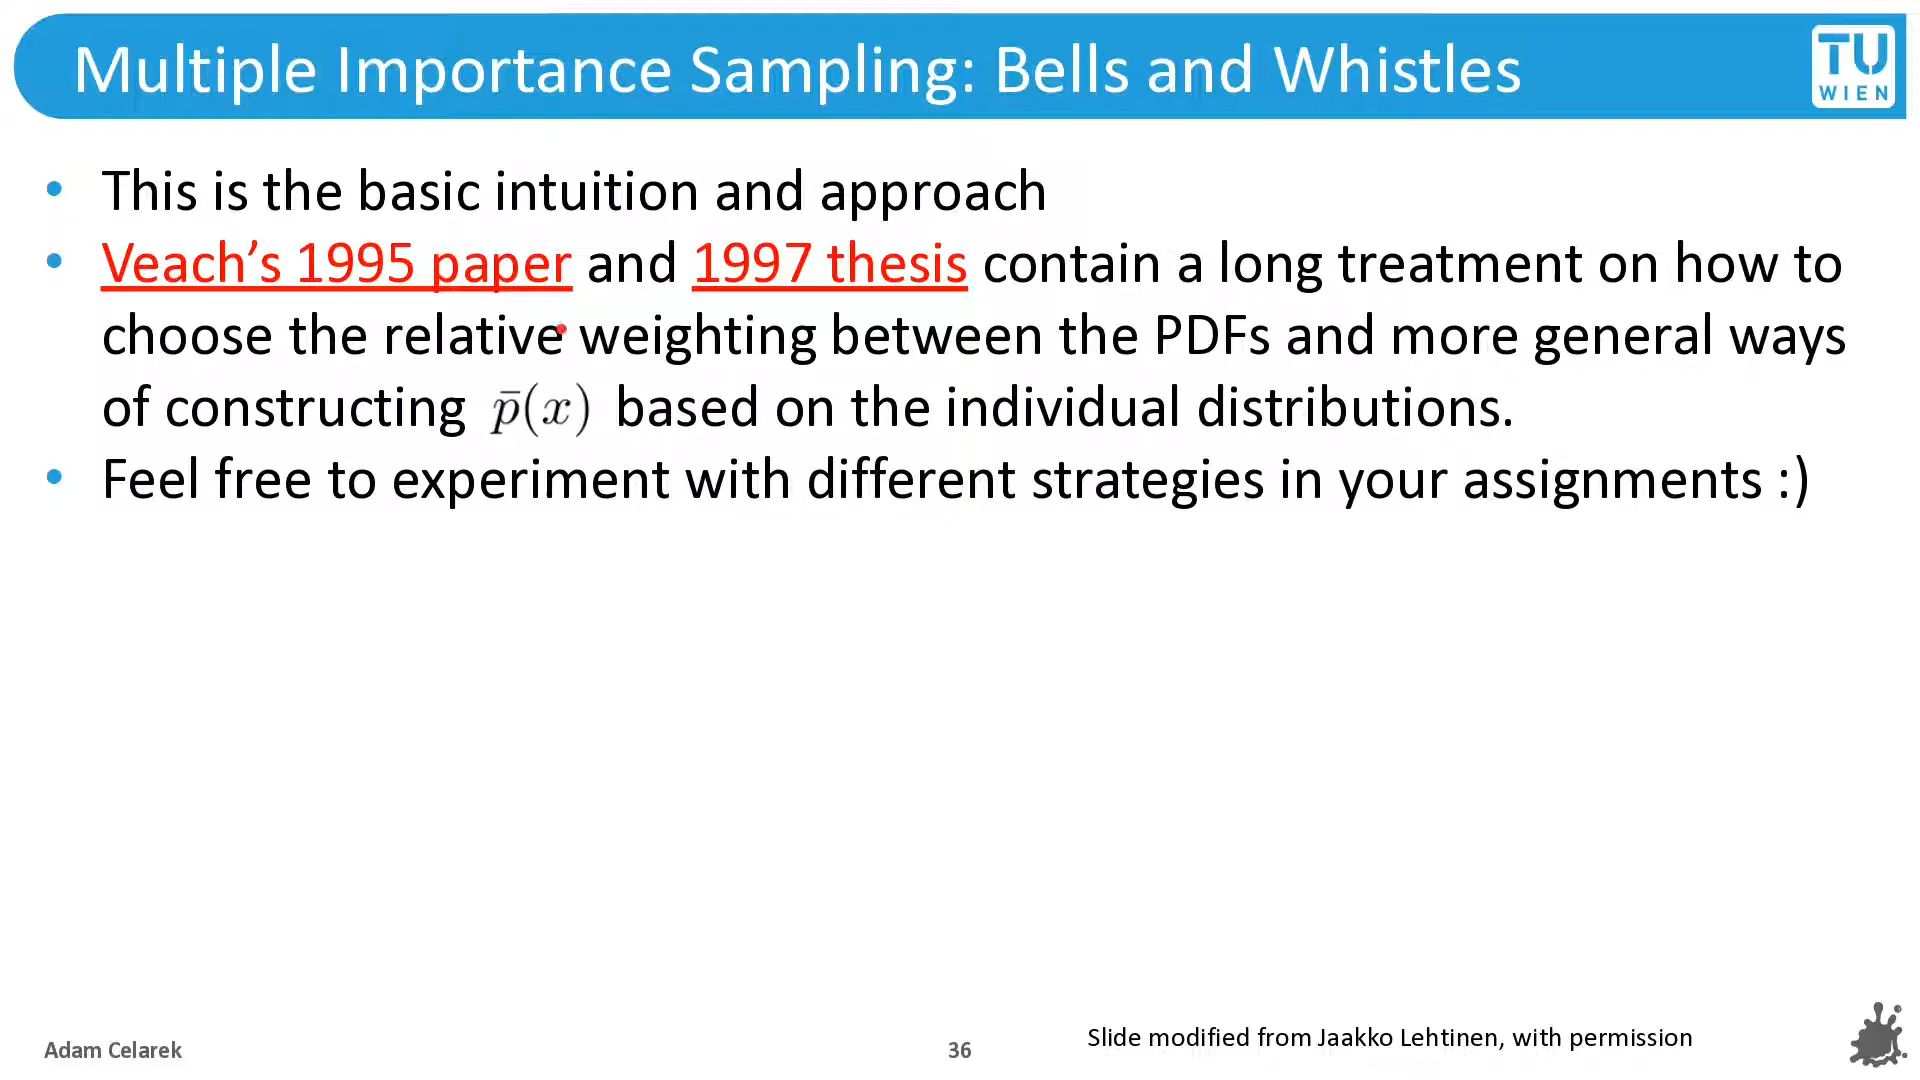 Multiple Importance Sampling: Bells and Whistles
TU
WIEN
• This is the basic intuition and approach
• Veach’s 1995 paper and 1997 thesis contain a long treatment on how to
choose the relative weighting between the PDFs and more general ways
of constructing p̄(x) based on the individual distributions.
• Feel free to experiment with different strategies in your assignments :)
Adam Celarek
36
Slide modified from Jaakko Lehtinen, with permission